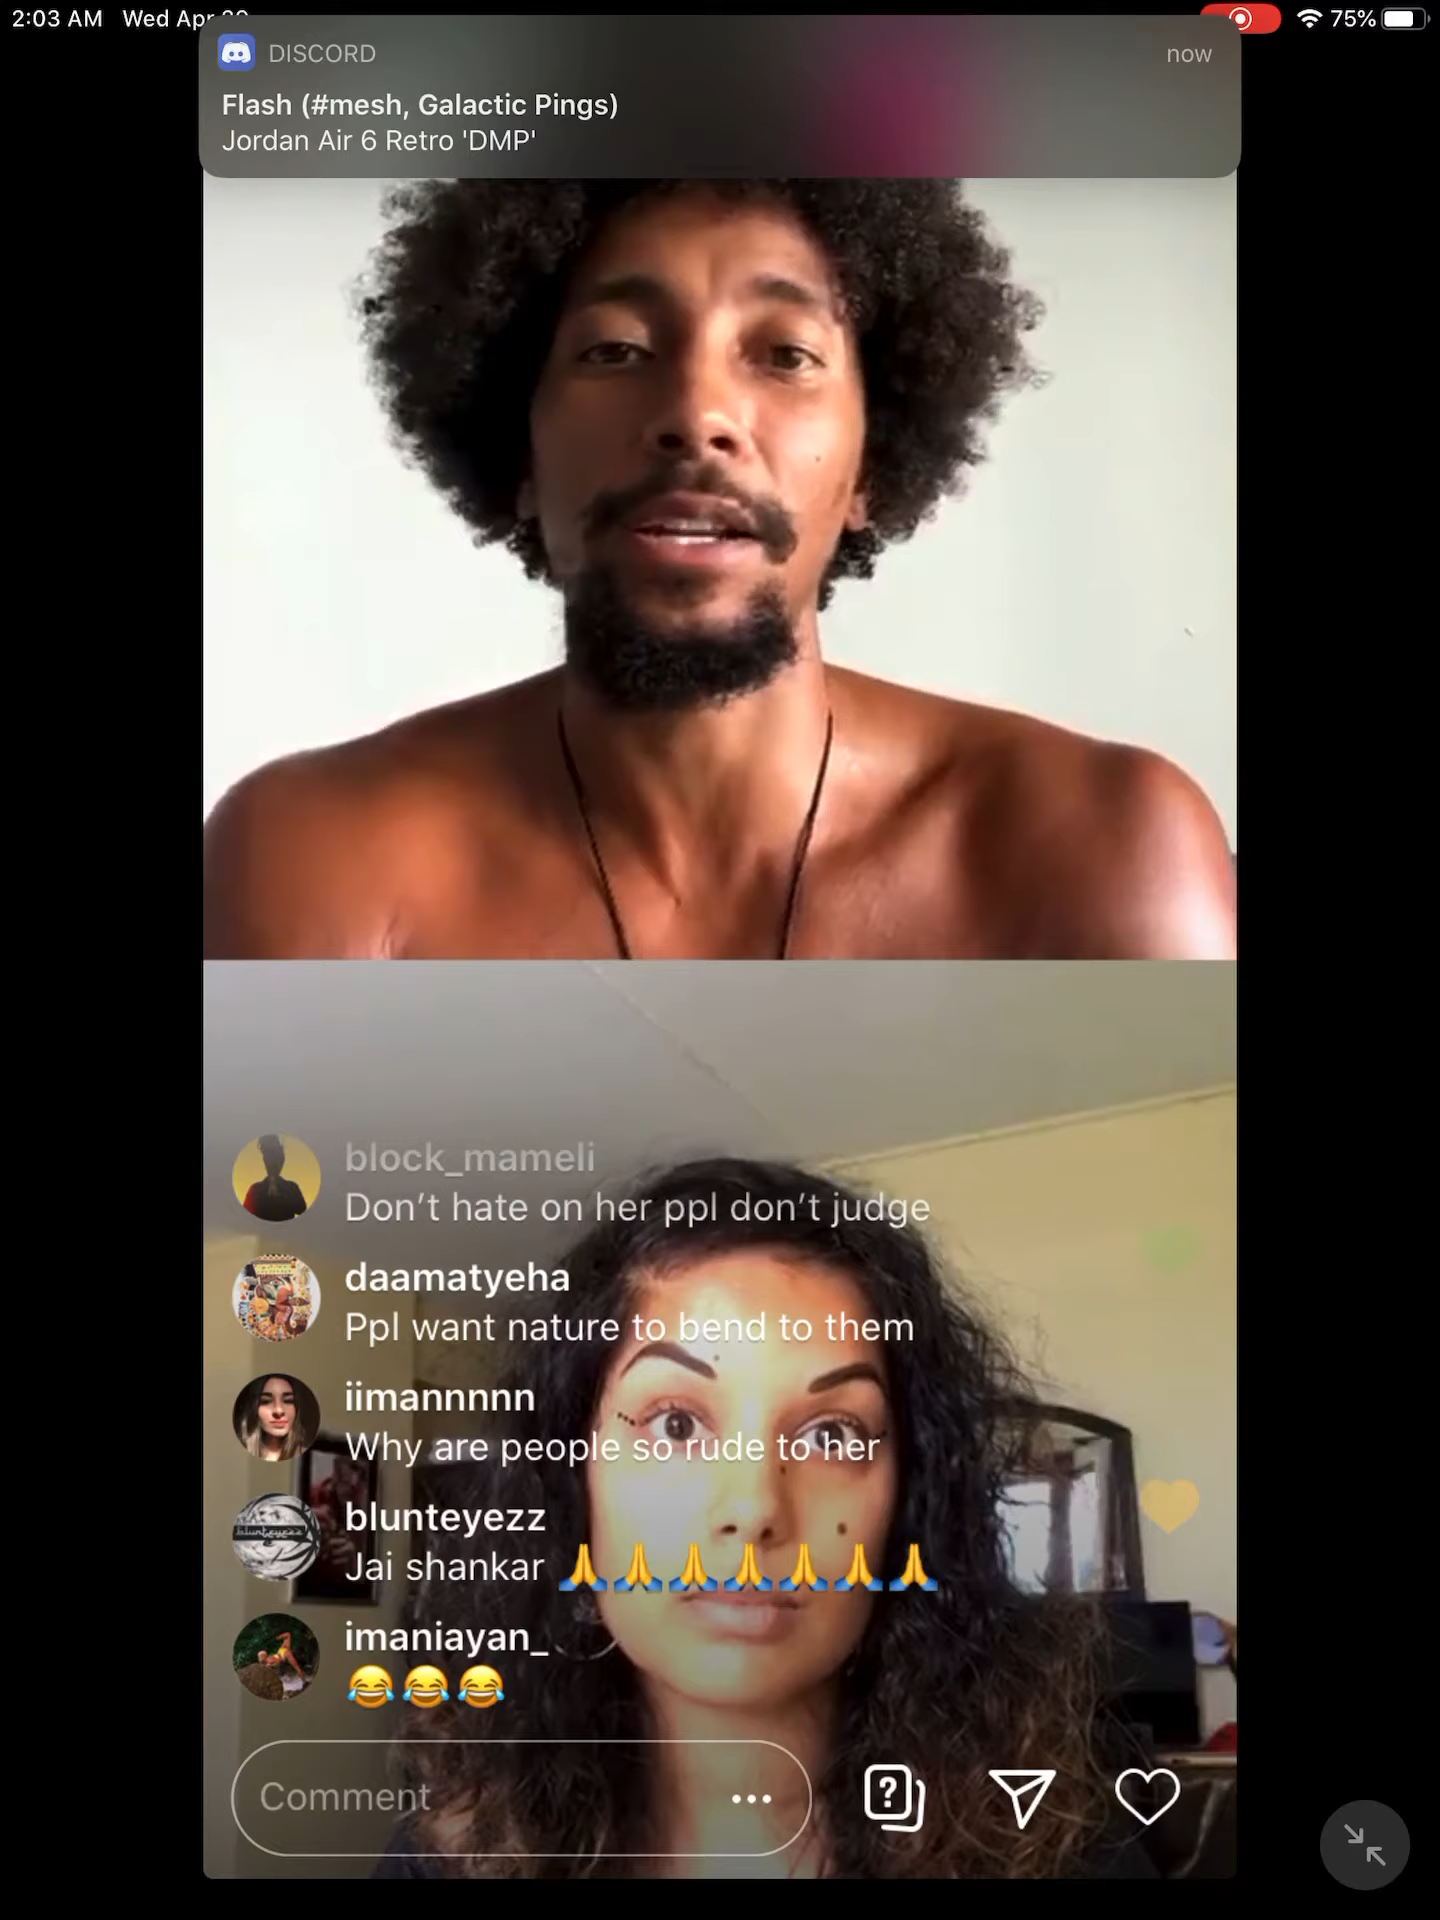 2:03 AM Wed Apr 29
75%
DISCORD
now
Flash (#mesh, Galactic Pings)
Jordan Air 6 Retro 'DMP'
block_mameli
Don’t hate on her ppl don’t judge
daamatyeha
Ppl want nature to bend to them
iimannnnn
Why are people so rude to her
blunteyezz
blunteyezz
Jai shankar 🙏🙏🙏🙏🙏🙏🙏
imaniayan_
😂😂😂
Comment